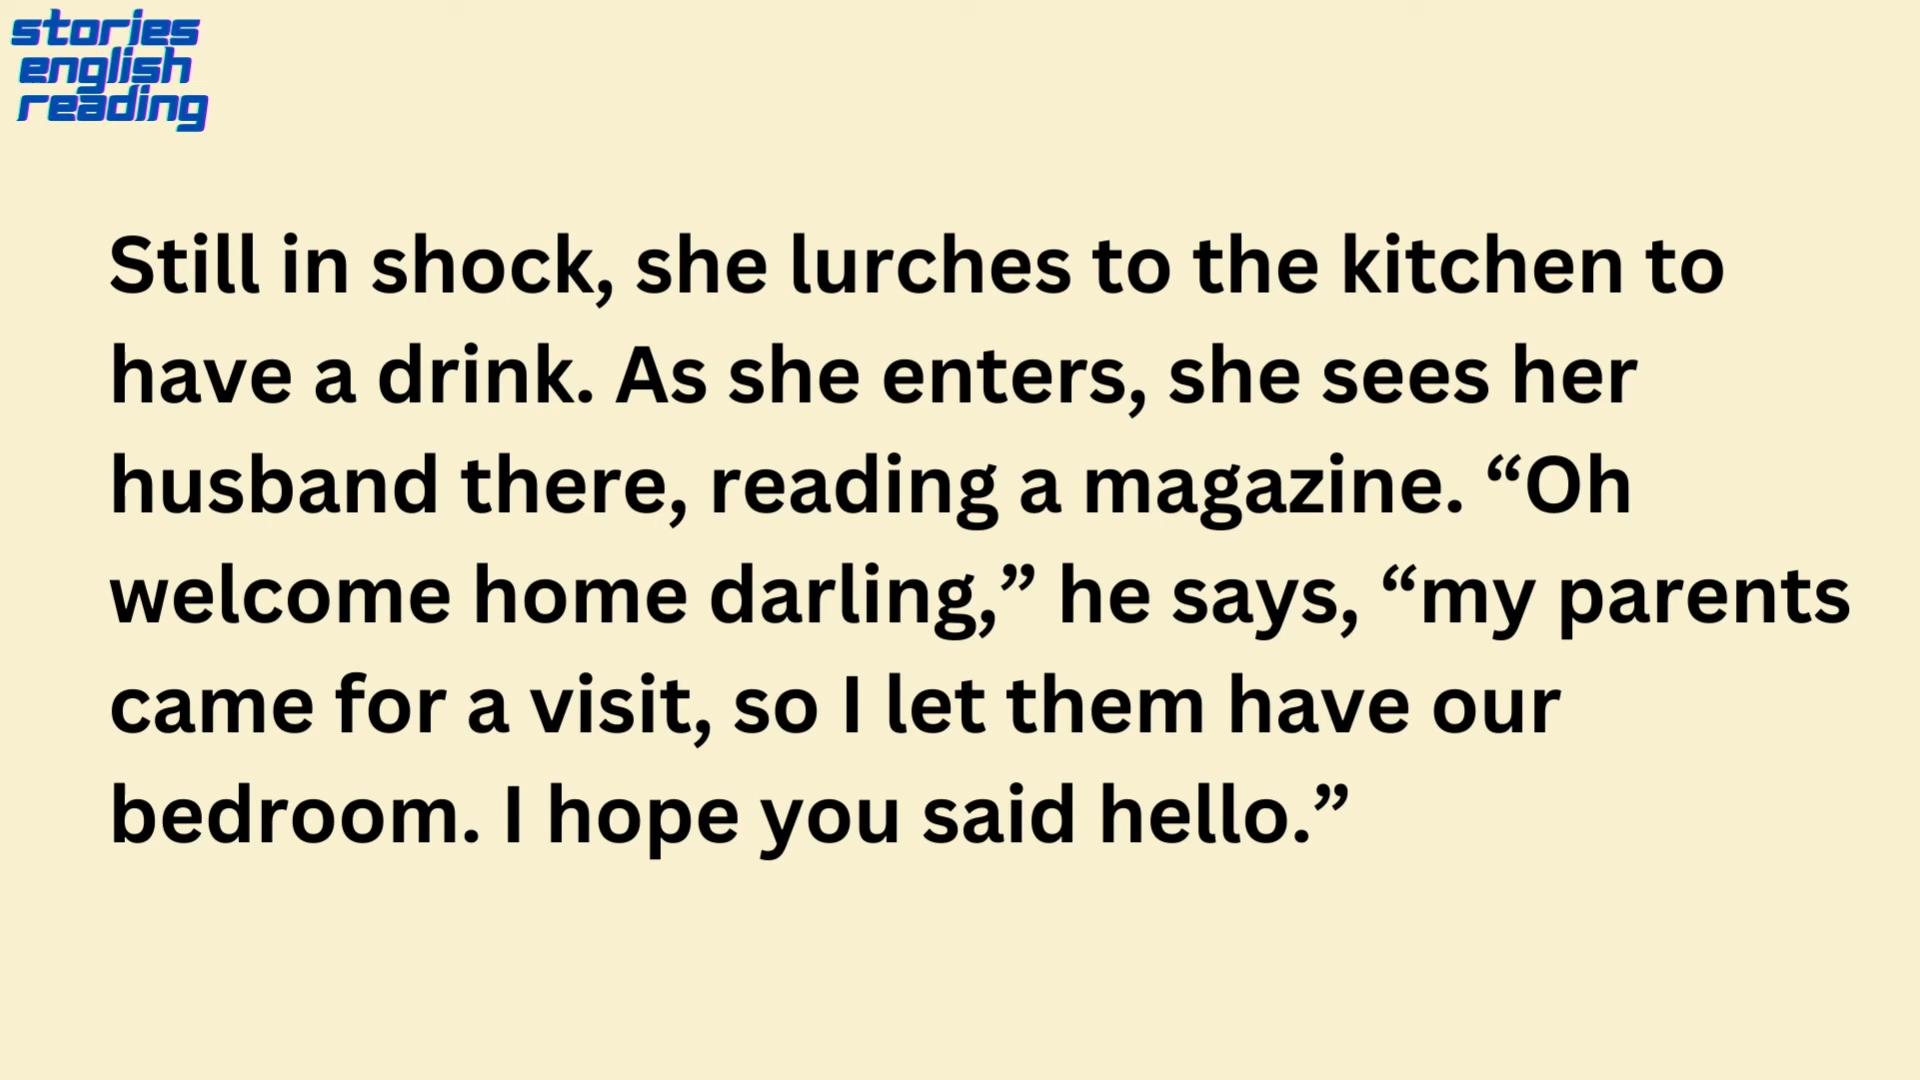 stories
english
reading
Still in shock, she lurches to the kitchen to
have a drink. As she enters, she sees her
husband there, reading a magazine. “Oh
welcome home darling,” he says, “my parents
came for a visit, so I let them have our
bedroom. I hope you said hello.”